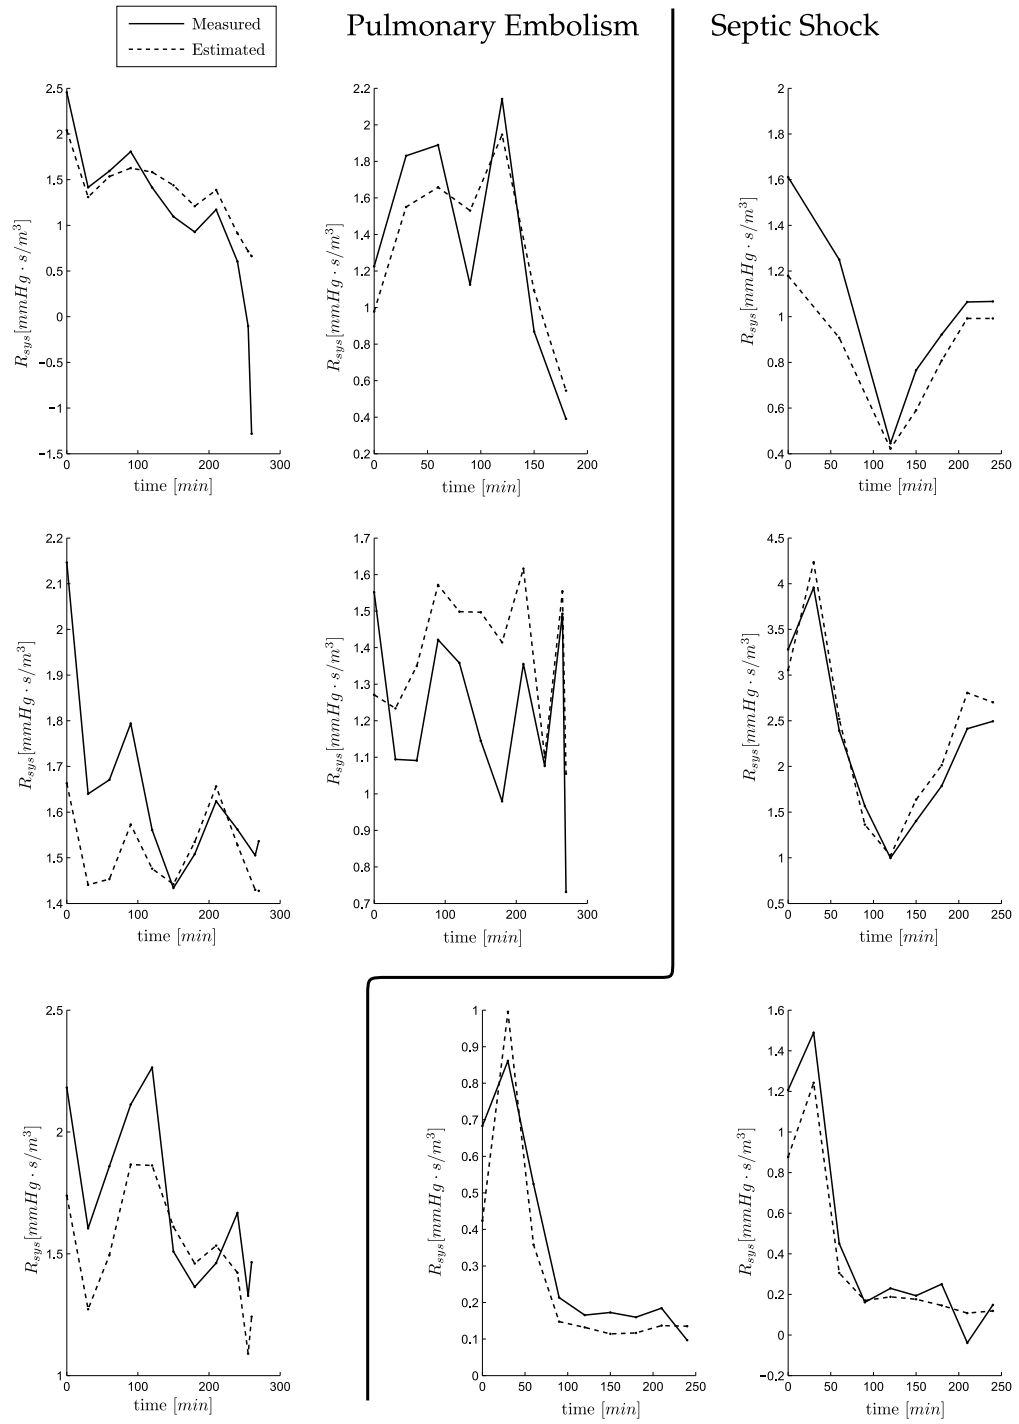 Measured
Estimated
Pulmonary Embolism
Septic Shock
2.5
2
1.5
1
0.5
0
−0.5
−1
−1.5
0 100 200 300
R_sys[mmHg · s/m³]
time [min]
2.2
2
1.8
1.6
1.4
1.2
1
0.8
0.6
0.4
0.2
0 50 100 150 200
R_sys[mmHg · s/m³]
time [min]
2
1.8
1.6
1.4
1.2
1
0.8
0.6
0.4
0 50 100 150 200 250
R_sys[mmHg · s/m³]
time [min]
2.2
2.1
2
1.9
1.8
1.7
1.6
1.5
1.4
0 100 200 300
R_sys[mmHg · s/m³]
time [min]
1.7
1.6
1.5
1.4
1.3
1.2
1.1
1
0.9
0.8
0.7
0 100 200 300
R_sys[mmHg · s/m³]
time [min]
4.5
4
3.5
3
2.5
2
1.5
1
0.5
0 50 100 150 200 250
R_sys[mmHg · s/m³]
time [min]
2.5
2
1.5
1
0 100 200 300
R_sys[mmHg · s/m³]
time [min]
1
0.9
0.8
0.7
0.6
0.5
0.4
0.3
0.2
0.1
0
0 50 100 150 200 250
R_sys[mmHg · s/m³]
time [min]
1.6
1.4
1.2
1
0.8
0.6
0.4
0.2
0
−0.2
0 50 100 150 200 250
R_sys[mmHg · s/m³]
time [min]